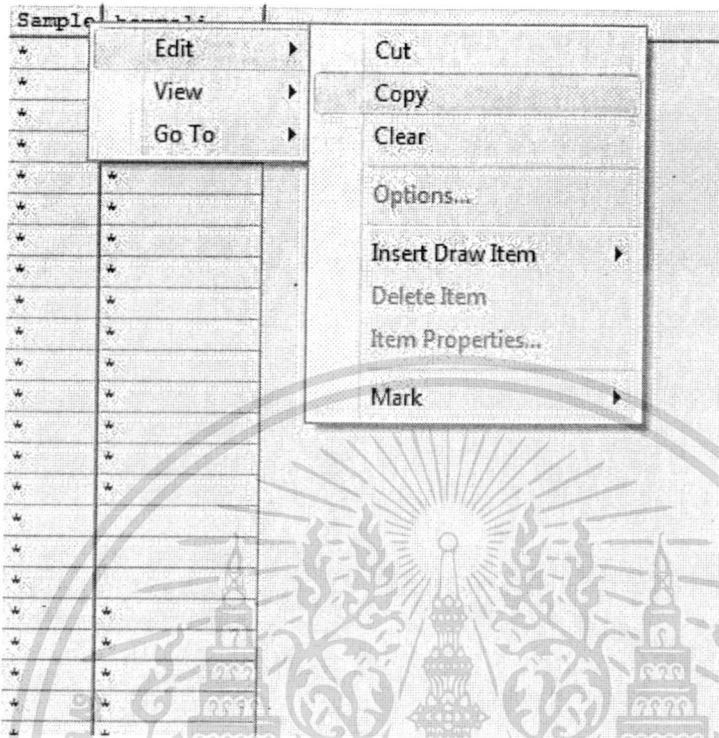 Sample
Edit
View
Go To
Cut
Copy
Clear
Options...
Insert Draw Item
Delete Item
Item Properties...
Mark